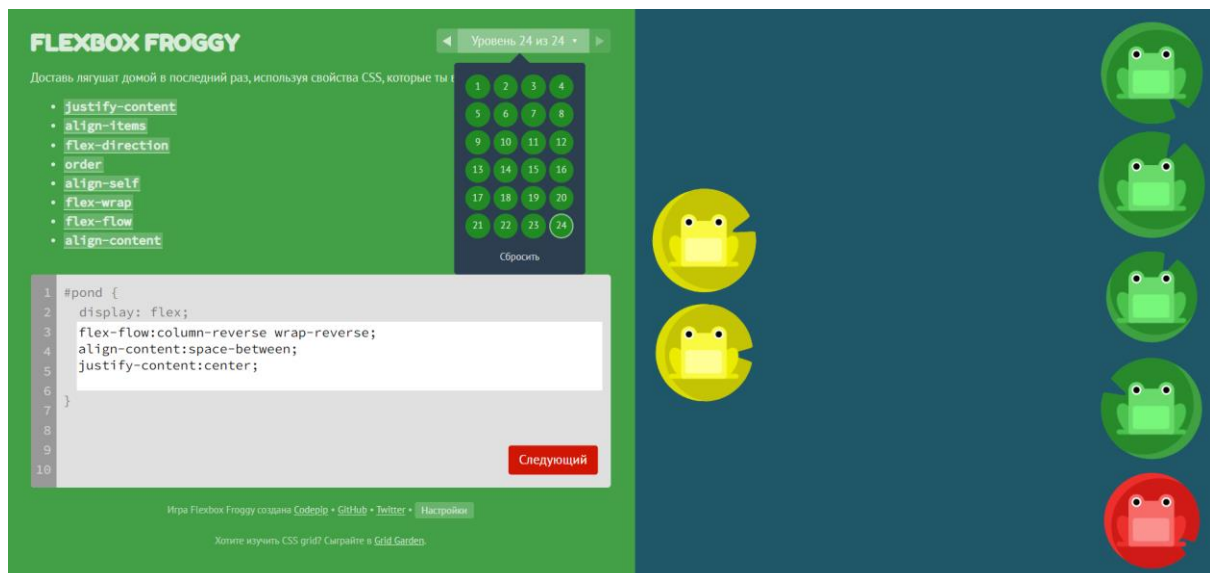 FLEXBOX FROGGY
◀ Уровень 24 из 24 ▾ ▶
Доставь лягушат домой в последний раз, используя свойства CSS, которые ты
• justify-content
• align-items
• flex-direction
• order
• align-self
• flex-wrap
• flex-flow
• align-content
1 2 3 4
5 6 7 8
9 10 11 12
13 14 15 16
17 18 19 20
21 22 23 24
Сбросить
1 #pond {
2 display: flex;
3 flex-flow:column-reverse wrap-reverse;
4 align-content:space-between;
5 justify-content:center;
6
7 }
8
9
10
Следующий
Игра Flexbox Froggy создана Codepip • GitHub • Twitter • Настройки
Хотите изучить CSS grid? Сыграйте в Grid Garden.